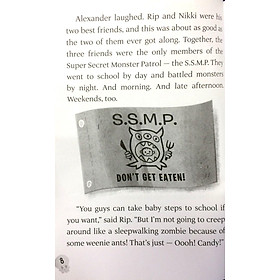 Alexander laughed. Rip and Nikki were his
two best friends, and this was about as good as
the two of them ever got along. Together, the
three friends were the only members of the
Super Secret Monster Patrol — the S.S.M.P. They
went to school by day and battled monsters
by night. And morning. And late afternoon.
Weekends, too.
S.S.M.P.
DON'T GET EATEN!
"You guys can take baby steps to school if
you want," said Rip. "But I'm not going to creep
around like a sleepwalking zombie because of
some weenie ants! That's just — Oooh! Candy!"
8